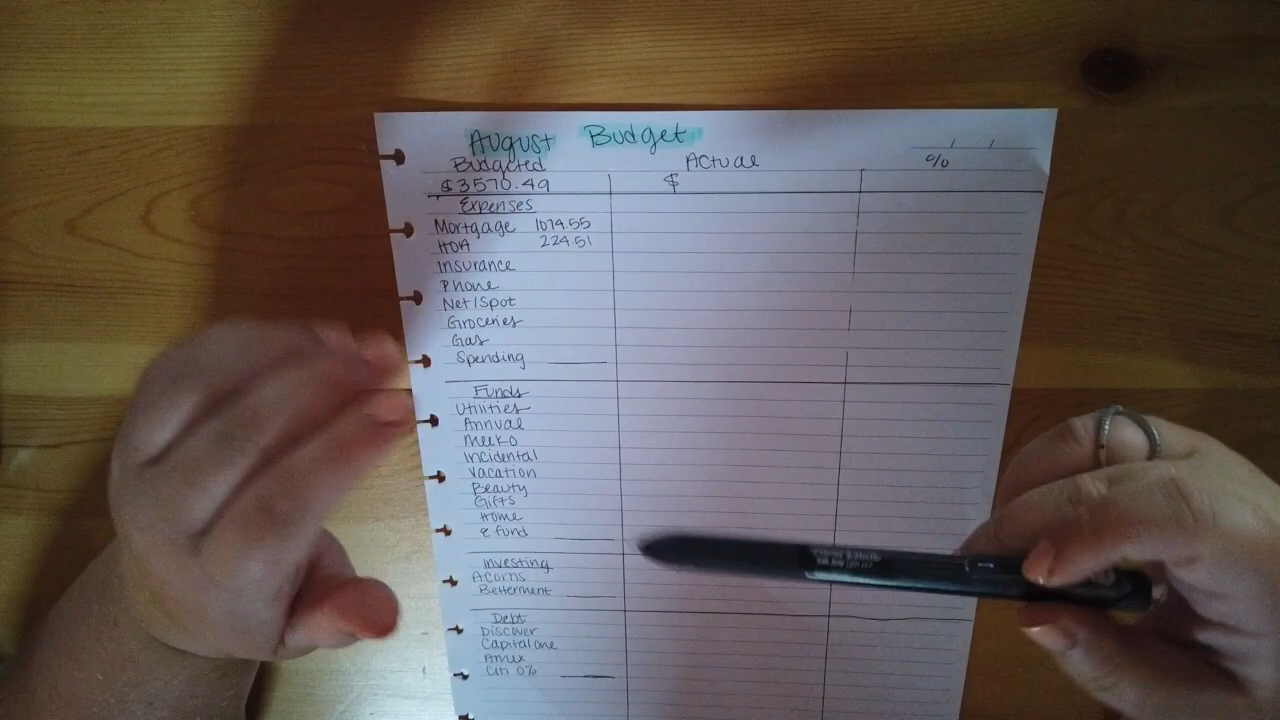 August Budget
Budgeted Actual %
$3570.49 $
Expenses
Mortgage 1074.55
HOA 224.51
Insurance
Phone
Net/Spot
Groceries
Gas
Spending
Funds
Utilities
Annual
Meeko
Incidental
Vacation
Beauty
Gifts
Home
E fund
Investing
Acorns
Betterment
Debt
Discover
Capital One
Amex
Citi 0%